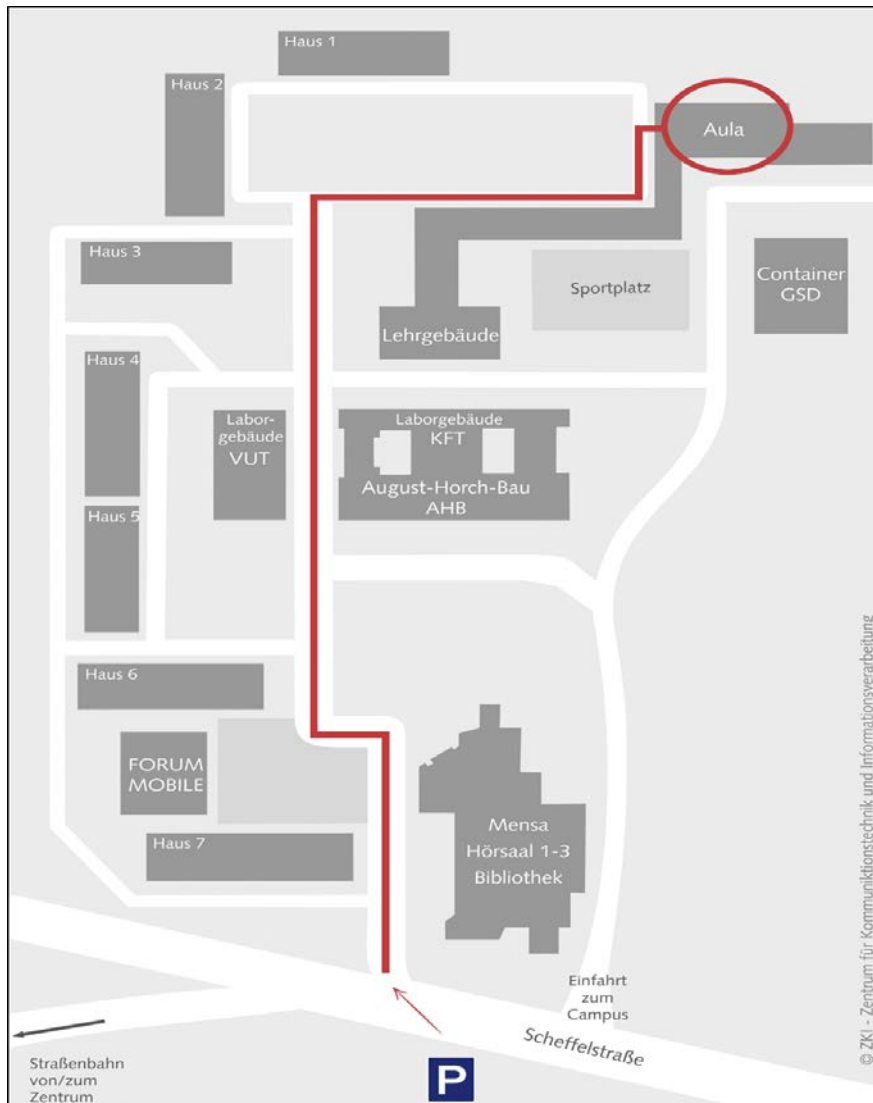 Haus 1
Haus 2
Aula
Haus 3
Container
GSD
Sportplatz
Lehrgebäude
Haus 4
Labor-
gebäude
VUT
Laborgebäude
KFT
August-Horch-Bau
AHB
Haus 5
Haus 6
FORUM
MOBILE
Haus 7
Mensa
Hörsaal 1-3
Bibliothek
Einfahrt
zum
Campus
Scheffelstraße
Straßenbahn
von/zum
Zentrum
P
© ZKI - Zentrum für Kommuniktionstechnik und Informationsverarbeitung